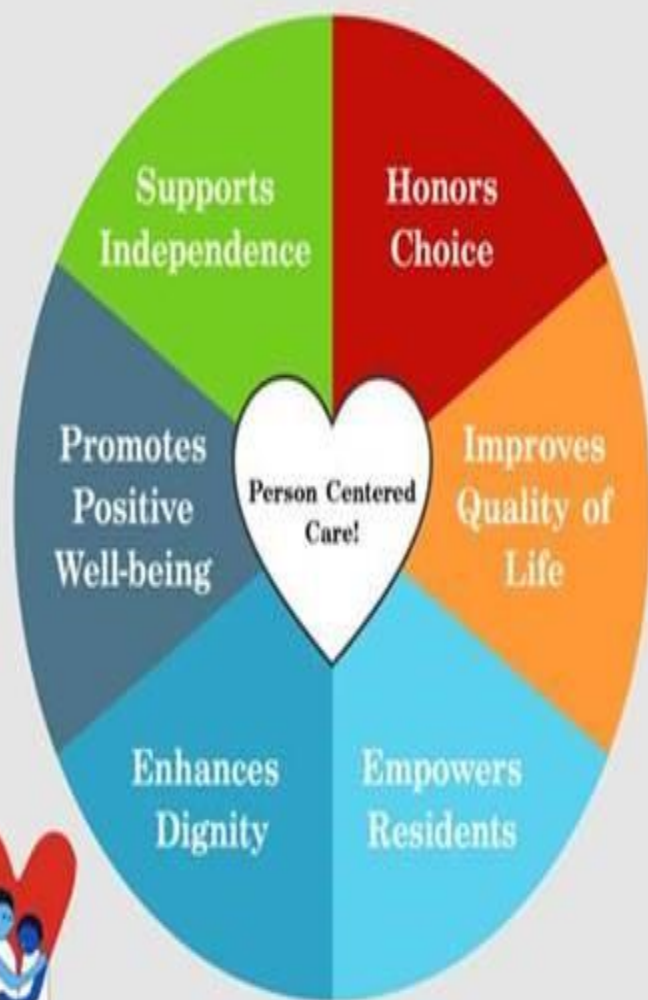 Supports
Independence
Honors
Choice
Promotes
Positive
Well-being
Person Centered
Care!
Improves
Quality of
Life
Enhances
Dignity
Empowers
Residents